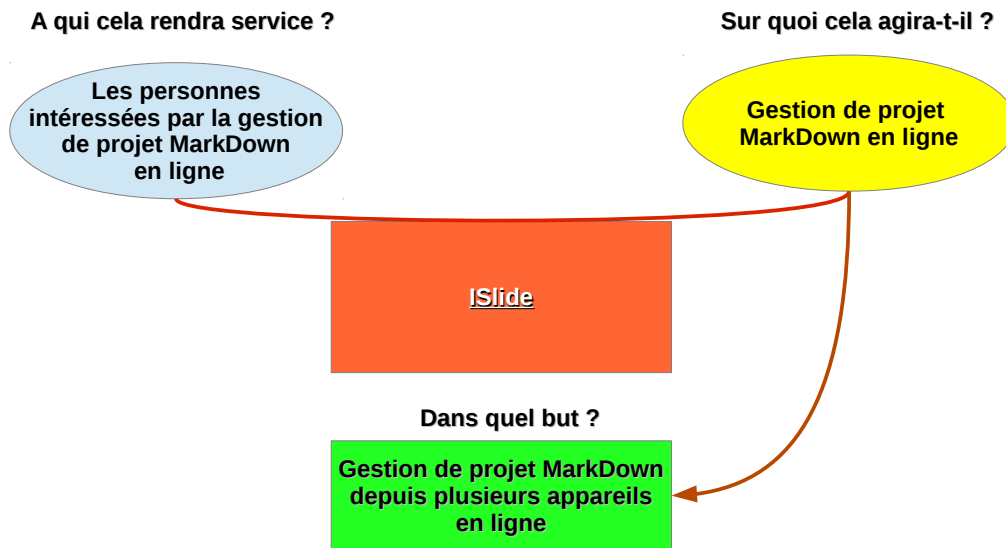 A qui cela rendra service ?
Sur quoi cela agira-t-il ?
Les personnes
intéressées par la gestion
de projet MarkDown
en ligne
Gestion de projet
MarkDown en ligne
ISlide
Dans quel but ?
Gestion de projet MarkDown
depuis plusieurs appareils
en ligne